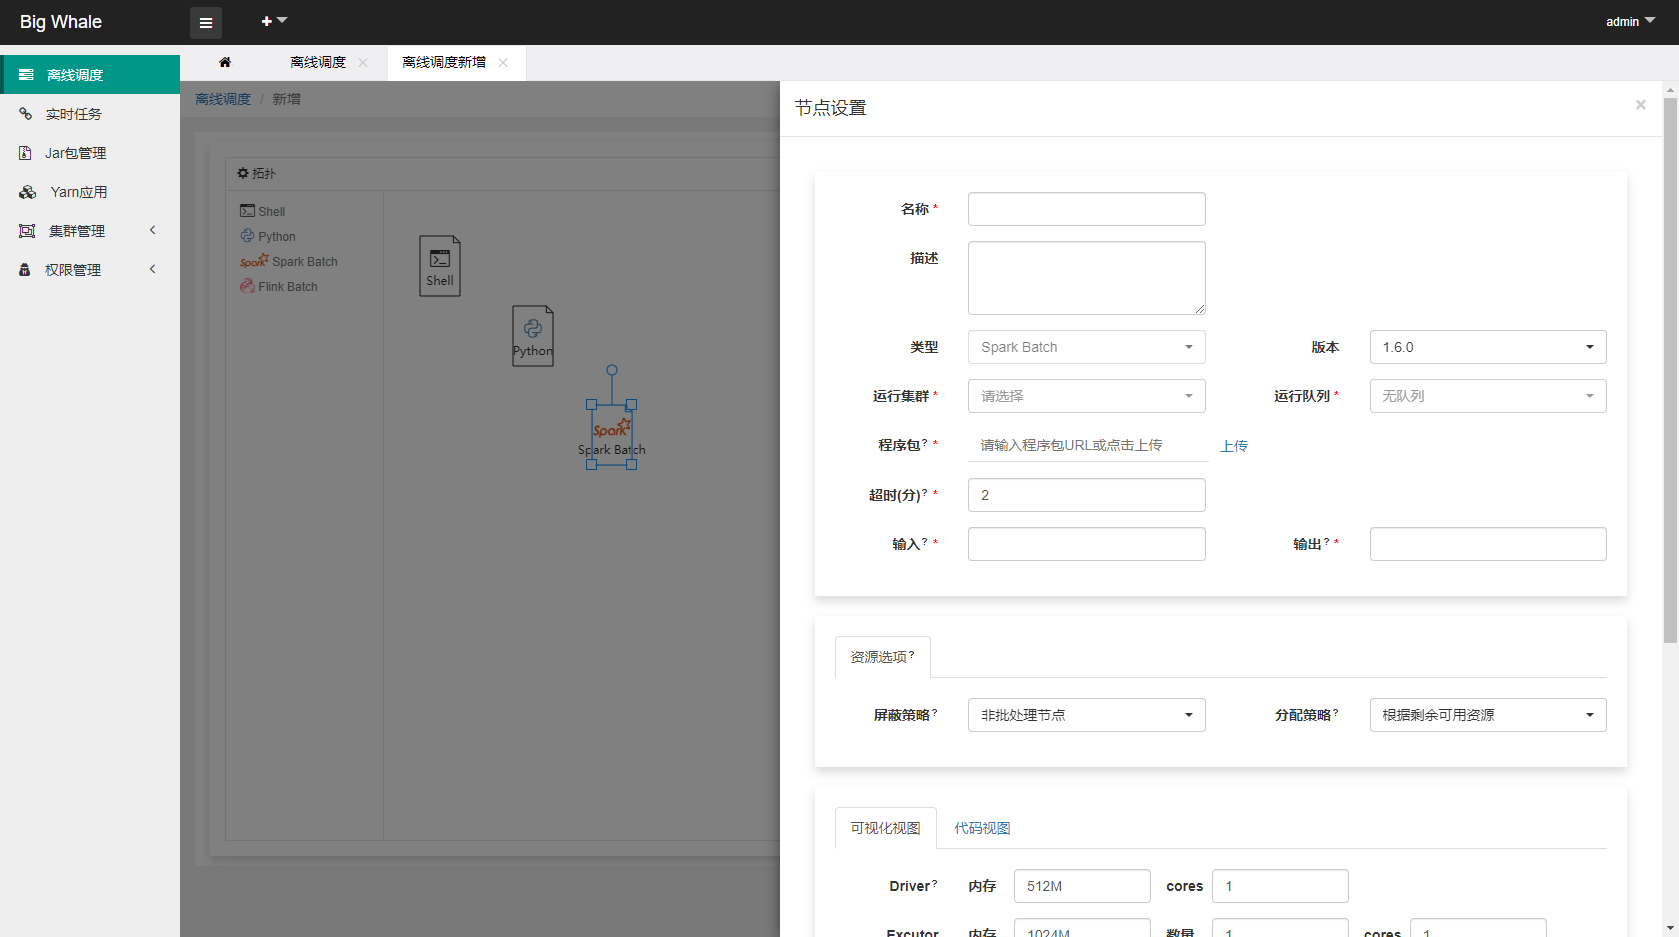 Big Whale
admin
离线调度
离线调度新增
离线调度
实时任务
Jar包管理
Yarn应用
集群管理
权限管理
离线调度 / 新增
拓扑
Shell
Python
Spark Spark Batch
Flink Batch
Shell
Python
Spark
Spark Batch
节点设置
名称 *
描述
类型 Spark Batch 版本 1.6.0
运行集群 * 请选择 运行队列 * 无队列
程序包? * 请输入程序包URL或点击上传 上传
超时(分)? * 2
输入? * 输出? *
资源选项?
屏蔽策略? 非批处理节点 分配策略? 根据剩余可用资源
可视化视图 代码视图
Driver? 内存 512M cores 1
Excutor 内存 1024M 数量 1 cores 1